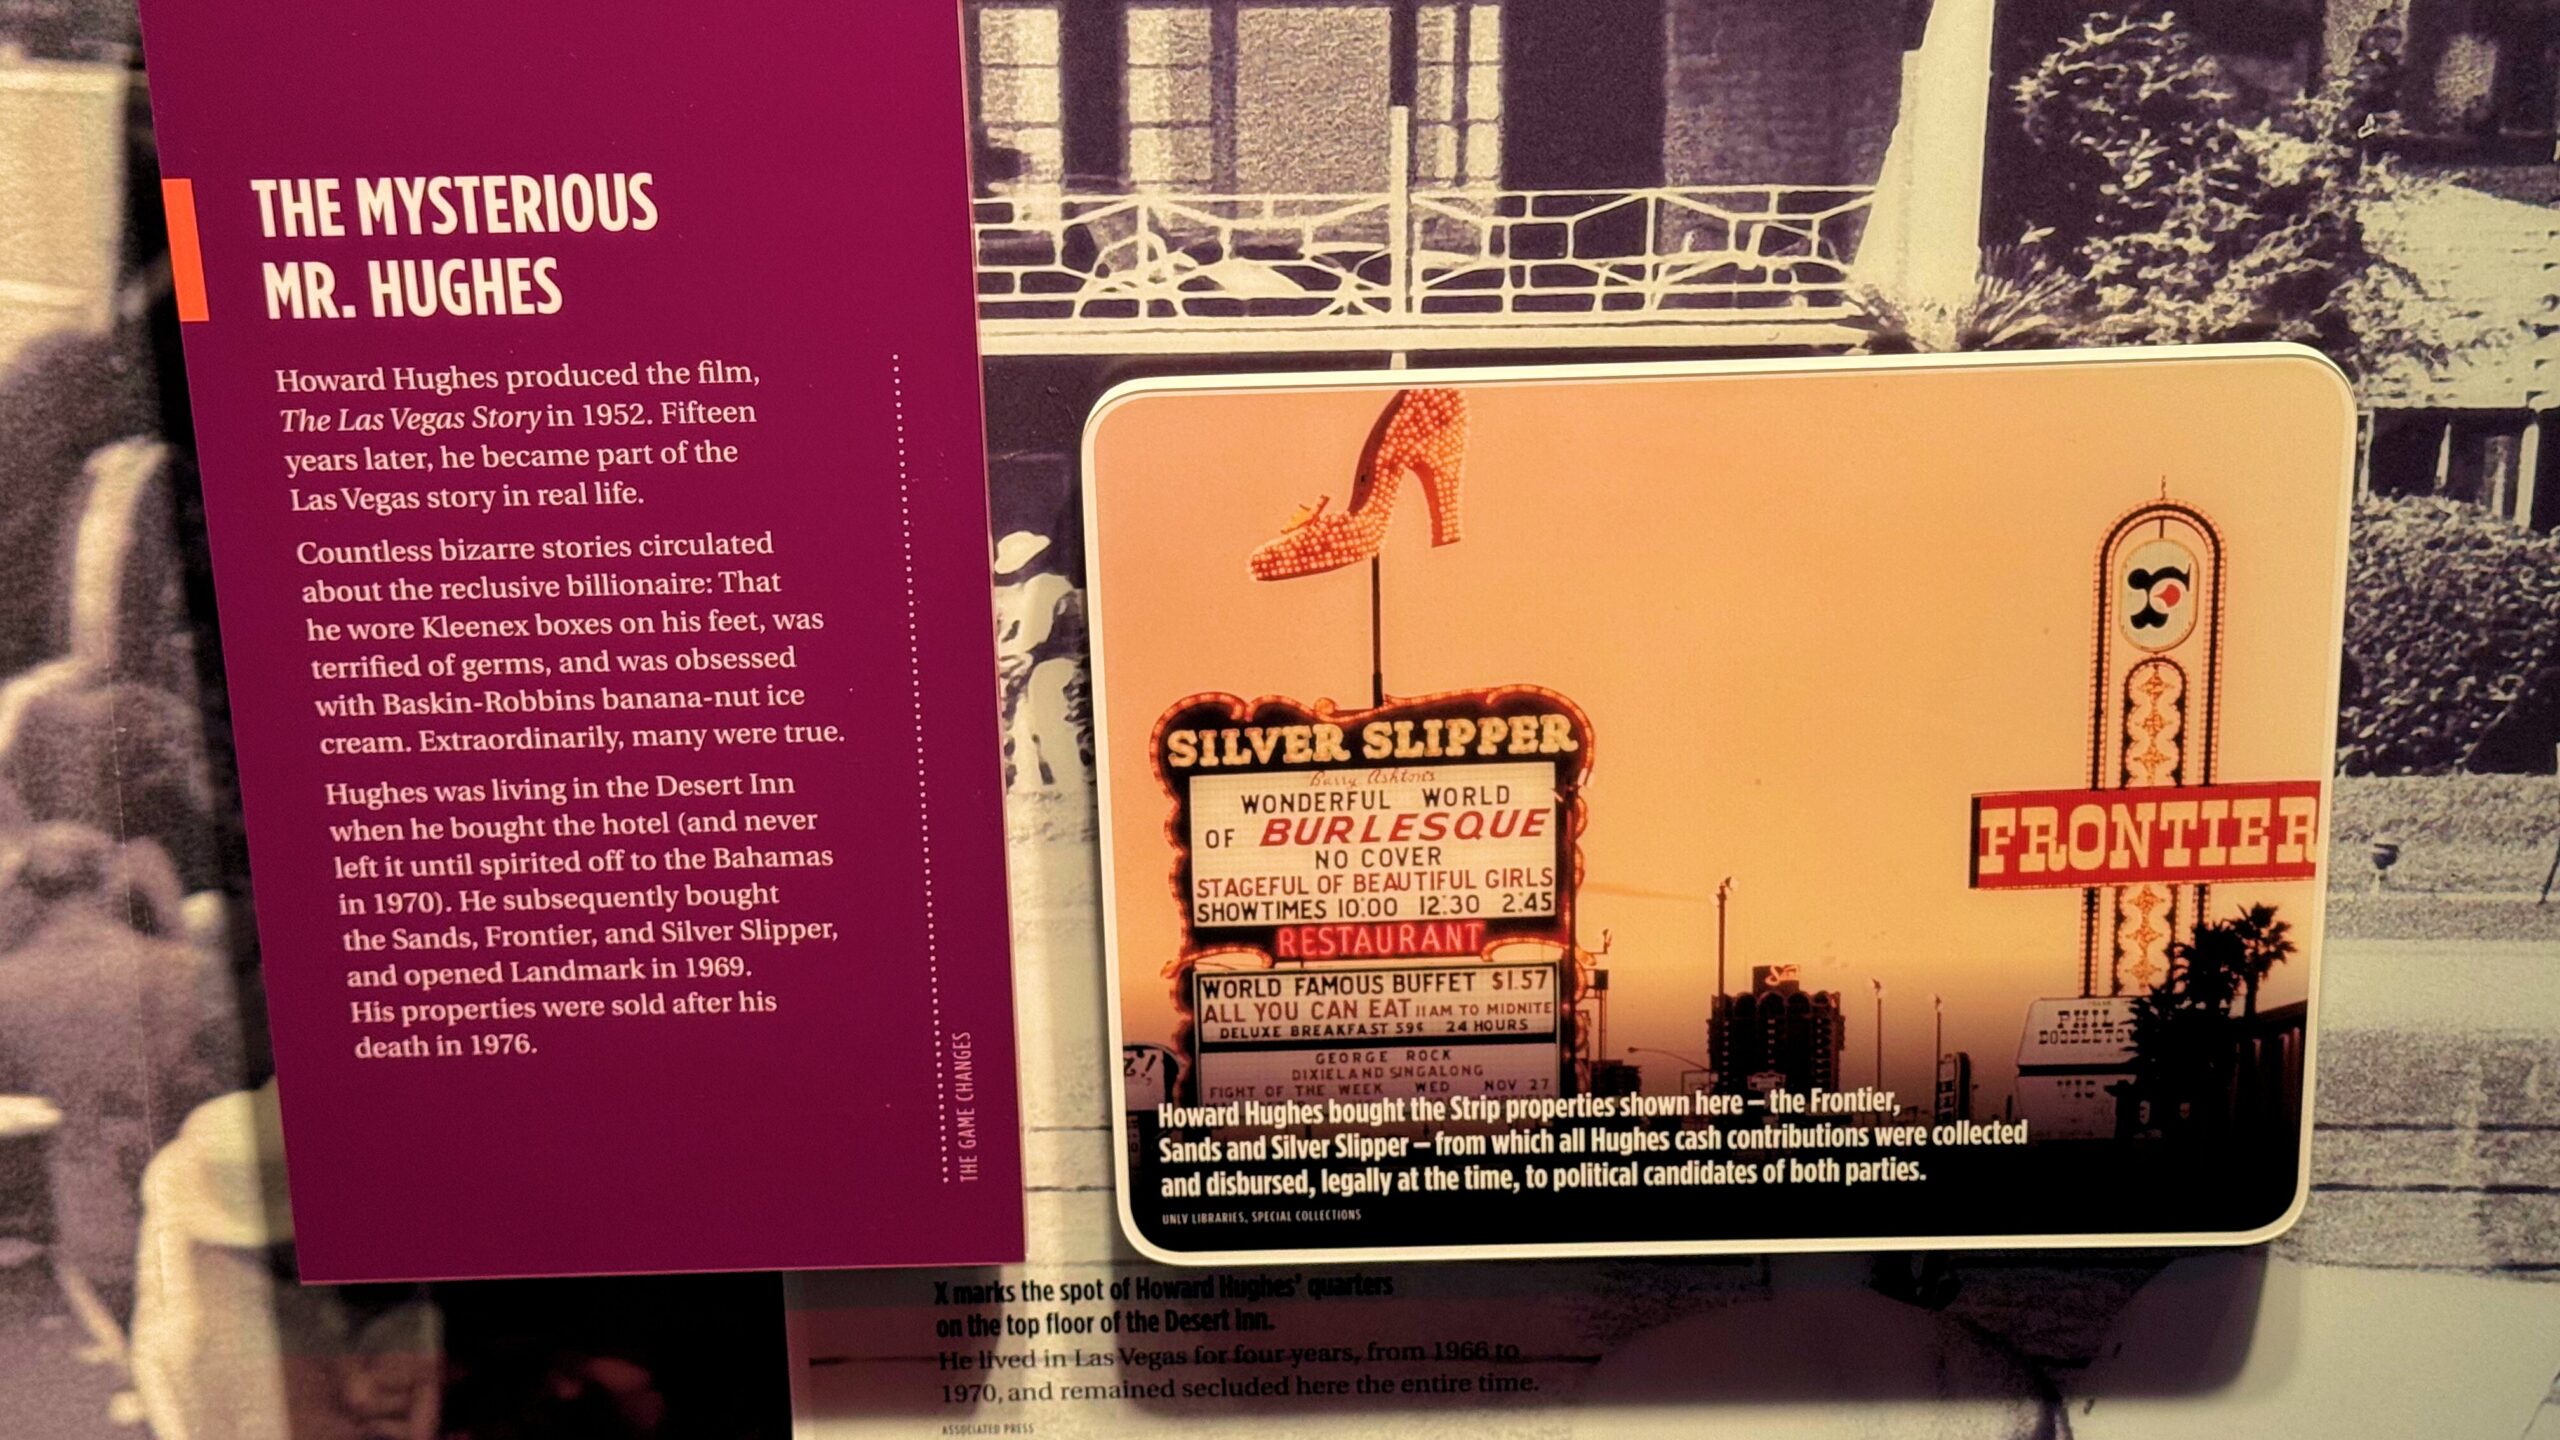 THE MYSTERIOUS
MR. HUGHES
Howard Hughes produced the film,
The Las Vegas Story in 1952. Fifteen
years later, he became part of the
Las Vegas story in real life.
Countless bizarre stories circulated
about the reclusive billionaire: That
he wore Kleenex boxes on his feet, was
terrified of germs, and was obsessed
with Baskin-Robbins banana-nut ice
cream. Extraordinarily, many were true.
Hughes was living in the Desert Inn
when he bought the hotel (and never
left it until spirited off to the Bahamas
in 1970). He subsequently bought
the Sands, Frontier, and Silver Slipper,
and opened Landmark in 1969.
His properties were sold after his
death in 1976.
THE GAME CHANGES
SILVER SLIPPER
Barry Ashton's
WONDERFUL WORLD
OF BURLESQUE
NO COVER
STAGEFUL OF BEAUTIFUL GIRLS
SHOWTIMES 10:00 12:30 2:45
RESTAURANT
WORLD FAMOUS BUFFET $1.57
ALL YOU CAN EAT 11AM TO MIDNITE
DELUXE BREAKFAST 59¢ 24 HOURS
GEORGE ROCK
DIXIELAND SINGALONG
FIGHT OF THE WEEK WED NOV 27
F
FRONTIER
PHIL
VIC
Howard Hughes bought the Strip properties shown here – the Frontier,
Sands and Silver Slipper – from which all Hughes cash contributions were collected
and disbursed, legally at the time, to political candidates of both parties.
UNLV LIBRARIES, SPECIAL COLLECTIONS
X marks the spot of Howard Hughes' quarters
on the top floor of the Desert Inn.
He lived in Las Vegas for four years, from 1966 to
1970, and remained secluded here the entire time.
ASSOCIATED PRESS